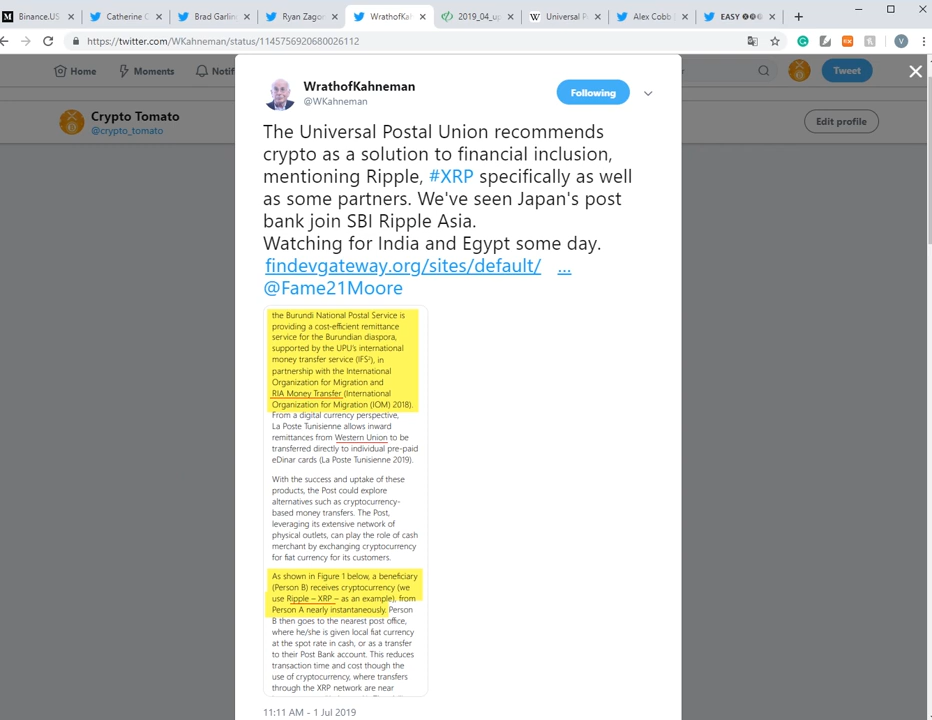 Binance.US
Catherine C
Brad Garlin
Ryan Zagor
WrathofKah
2019_04_up
Universal P
Alex Cobb
EASY
https://twitter.com/WKahneman/status/1145756920680026112
Home
Moments
Notif
Tweet
Crypto Tomato
@crypto_tomato
Edit profile
WrathofKahneman
@WKahneman
Following
The Universal Postal Union recommends
crypto as a solution to financial inclusion,
mentioning Ripple, #XRP specifically as well
as some partners. We've seen Japan's post
bank join SBI Ripple Asia.
Watching for India and Egypt some day.
findevgateway.org/sites/default/ ...
@Fame21Moore
the Burundi National Postal Service is
providing a cost-efficient remittance
service for the Burundian diaspora,
supported by the UPU's international
money transfer service (IFS²), in
partnership with the International
Organization for Migration and
RIA Money Transfer (International
Organization for Migration (IOM) 2018).
From a digital currency perspective,
La Poste Tunisienne allows inward
remittances from Western Union to be
transferred directly to individual pre-paid
eDinar cards (La Poste Tunisienne 2019).
With the success and uptake of these
products, the Post could explore
alternatives such as cryptocurrency-
based money transfers. The Post,
leveraging its extensive network of
physical outlets, can play the role of cash
merchant by exchanging cryptocurrency
for fiat currency for its customers.
As shown in Figure 1 below, a beneficiary
(Person B) receives cryptocurrency (we
use Ripple – XRP – as an example), from
Person A nearly instantaneously. Person
B then goes to the nearest post office,
where he/she is given local fiat currency
at the spot rate in cash, or as a transfer
to their Post Bank account. This reduces
transaction time and cost though the
use of cryptocurrency, where transfers
through the XRP network are near
11:11 AM - 1 Jul 2019